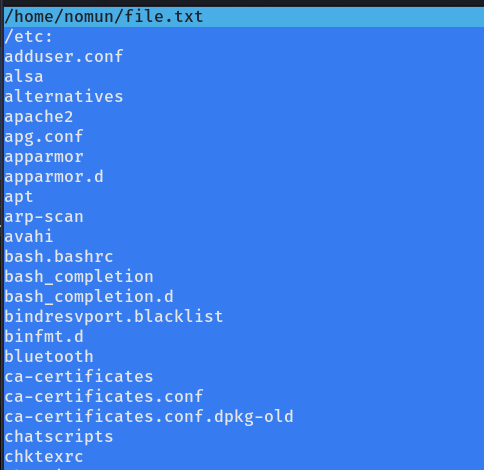 /home/nomun/file.txt
/etc:
adduser.conf
alsa
alternatives
apache2
apg.conf
apparmor
apparmor.d
apt
arp-scan
avahi
bash.bashrc
bash_completion
bash_completion.d
bindresvport.blacklist
binfmt.d
bluetooth
ca-certificates
ca-certificates.conf
ca-certificates.conf.dpkg-old
chatscripts
chktexrc